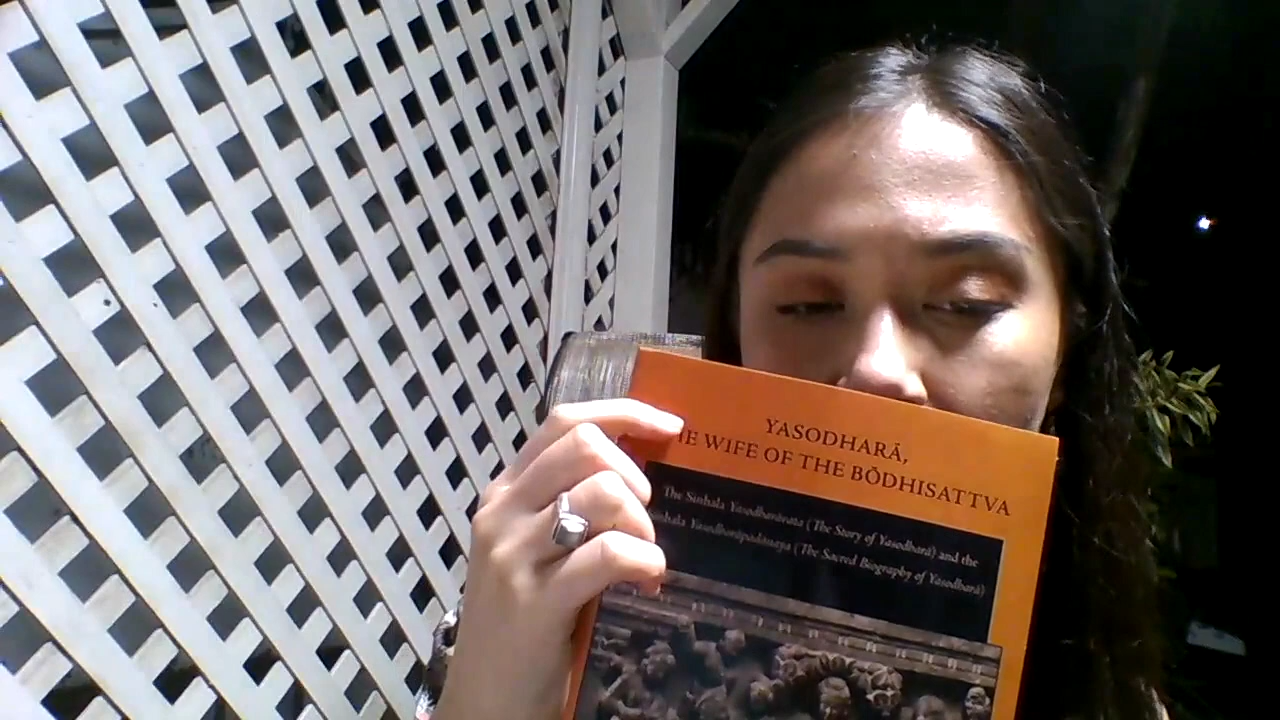 YASODHARĀ,
HE WIFE OF THE BŌDHISATTVA
The Sinhala Yasodharāvata (The Story of Yasodharā) and the
nhala Yasodharāpadānaya (The Sacred Biography of Yasodharā)